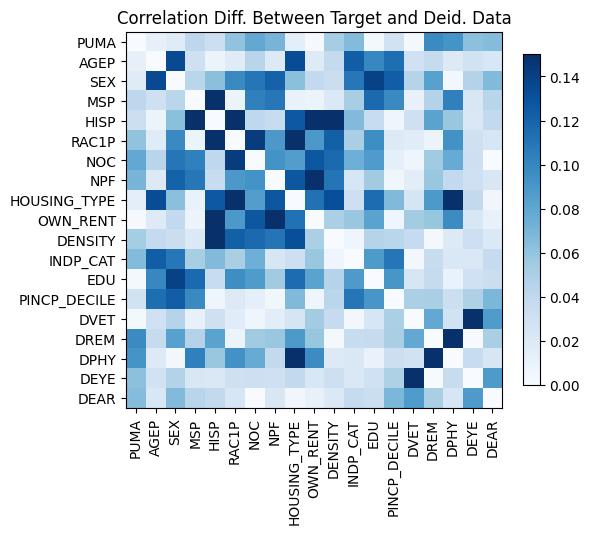 Correlation Diff. Between Target and Deid. Data
PUMA
AGEP
SEX
MSP
HISP
RAC1P
NOC
NPF
HOUSING_TYPE
OWN_RENT
DENSITY
INDP_CAT
EDU
PINCP_DECILE
DVET
DREM
DPHY
DEYE
DEAR
0.14
0.12
0.10
0.08
0.06
0.04
0.02
0.00
PUMA
AGEP
SEX
MSP
HISP
RAC1P
NOC
NPF
HOUSING_TYPE
OWN_RENT
DENSITY
INDP_CAT
EDU
PINCP_DECILE
DVET
DREM
DPHY
DEYE
DEAR